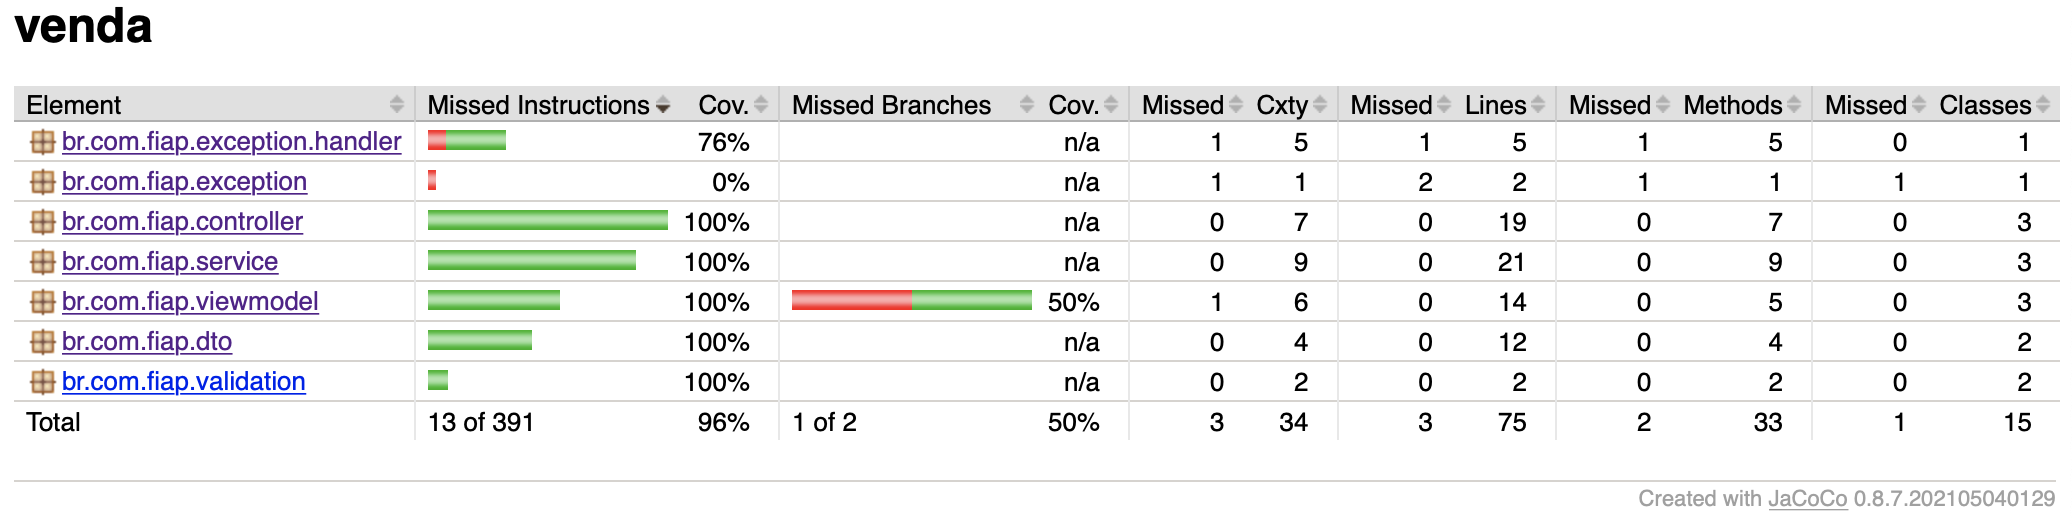 venda
Element Missed Instructions Cov. Missed Branches Cov. Missed Cxty Missed Lines Missed Methods Missed Classes
br.com.fiap.exception.handler 76% n/a 1 5 1 5 1 5 0 1
br.com.fiap.exception 0% n/a 1 1 2 2 1 1 1 1
br.com.fiap.controller 100% n/a 0 7 0 19 0 7 0 3
br.com.fiap.service 100% n/a 0 9 0 21 0 9 0 3
br.com.fiap.viewmodel 100% 50% 1 6 0 14 0 5 0 3
br.com.fiap.dto 100% n/a 0 4 0 12 0 4 0 2
br.com.fiap.validation 100% n/a 0 2 0 2 0 2 0 2
Total 13 of 391 96% 1 of 2 50% 3 34 3 75 2 33 1 15
Created with JaCoCo 0.8.7.202105040129